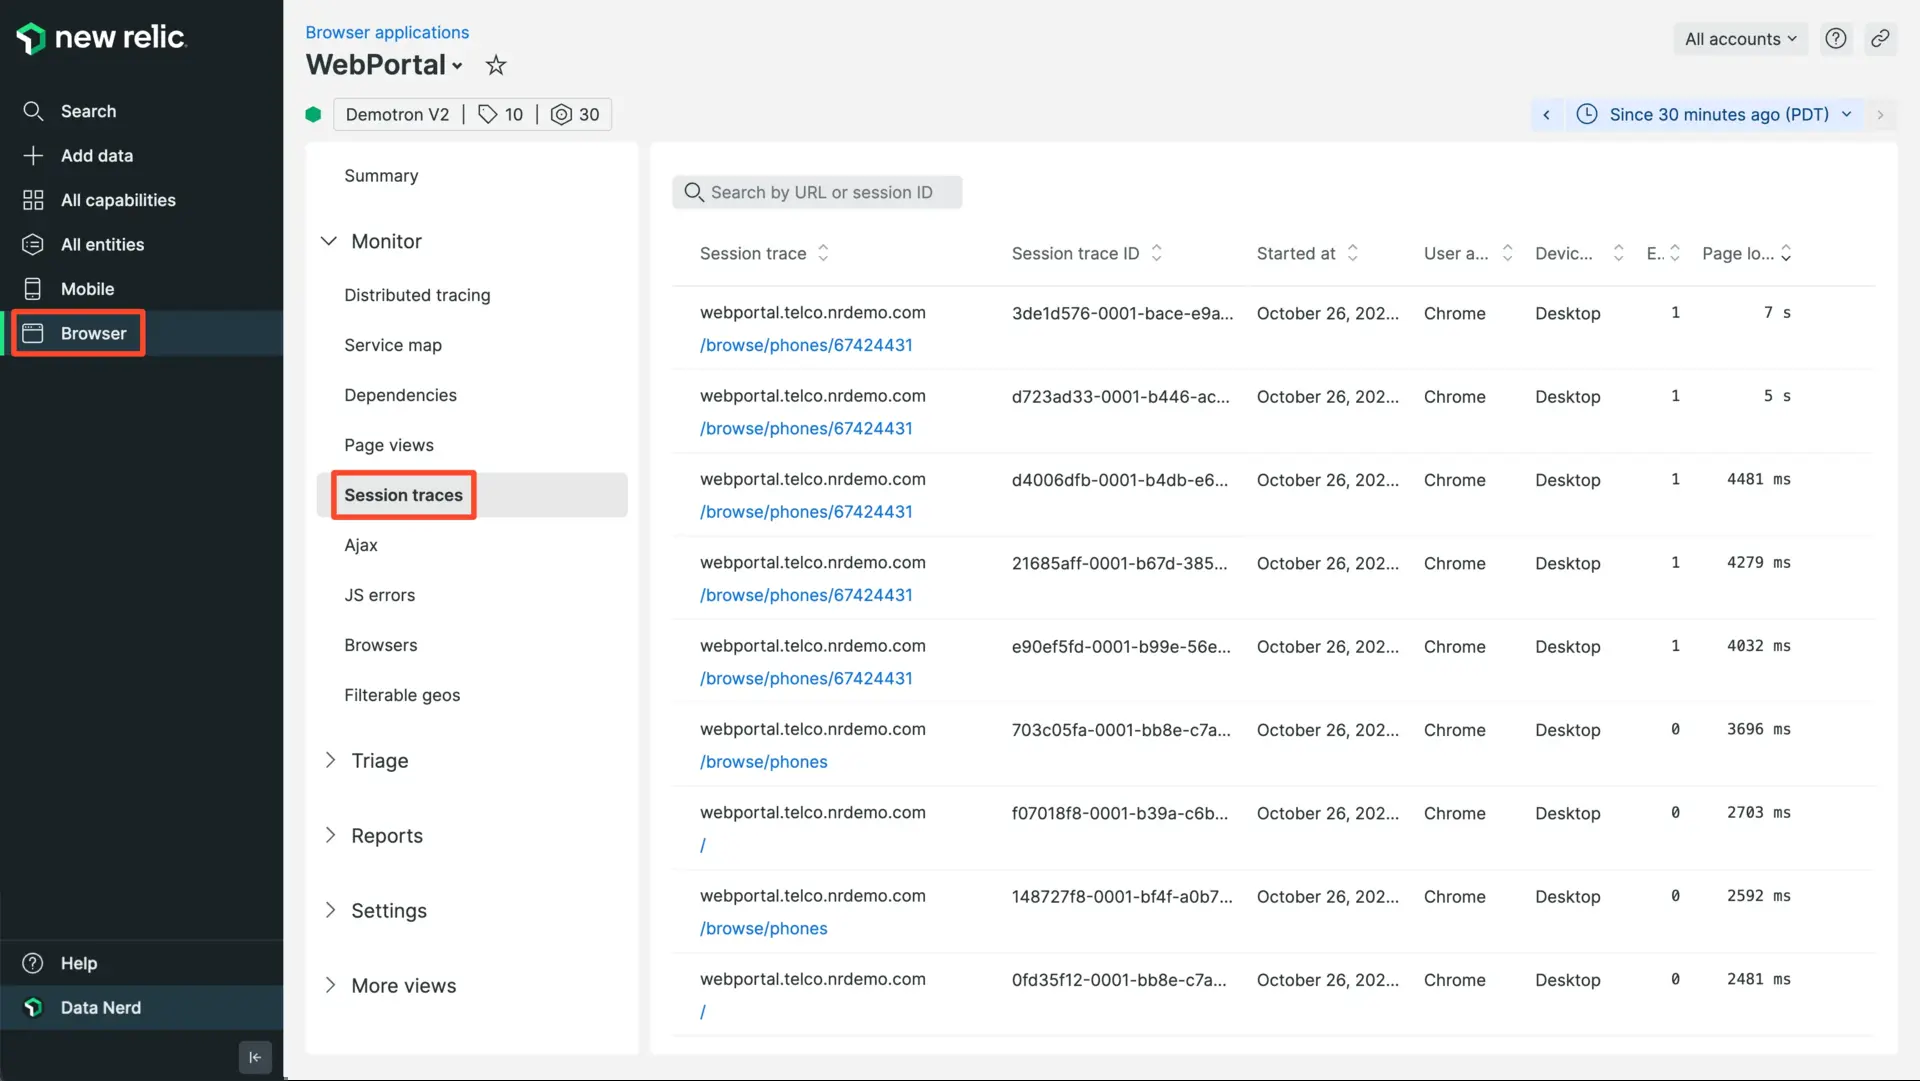 new relic.
Search
Add data
All capabilities
All entities
Mobile
Browser
Help
Data Nerd
Browser applications
WebPortal
Demotron V2 | 10 | 30
All accounts
Since 30 minutes ago (PDT)
Summary
Monitor
Distributed tracing
Service map
Dependencies
Page views
Session traces
Ajax
JS errors
Browsers
Filterable geos
Triage
Reports
Settings
More views
Search by URL or session ID
Session trace Session trace ID Started at User a... Devic... E.. Page lo...
webportal.telco.nrdemo.com 3de1d576-0001-bace-e9a... October 26, 202... Chrome Desktop 1 7 s
/browse/phones/67424431
webportal.telco.nrdemo.com d723ad33-0001-b446-ac... October 26, 202... Chrome Desktop 1 5 s
/browse/phones/67424431
webportal.telco.nrdemo.com d4006dfb-0001-b4db-e6... October 26, 202... Chrome Desktop 1 4481 ms
/browse/phones/67424431
webportal.telco.nrdemo.com 21685aff-0001-b67d-385... October 26, 202... Chrome Desktop 1 4279 ms
/browse/phones/67424431
webportal.telco.nrdemo.com e90ef5fd-0001-b99e-56e... October 26, 202... Chrome Desktop 1 4032 ms
/browse/phones/67424431
webportal.telco.nrdemo.com 703c05fa-0001-bb8e-c7a... October 26, 202... Chrome Desktop 0 3696 ms
/browse/phones
webportal.telco.nrdemo.com f07018f8-0001-b39a-c6b... October 26, 202... Chrome Desktop 0 2703 ms
/
webportal.telco.nrdemo.com 148727f8-0001-bf4f-a0b7... October 26, 202... Chrome Desktop 0 2592 ms
/browse/phones
webportal.telco.nrdemo.com 0fd35f12-0001-bb8e-c7a... October 26, 202... Chrome Desktop 0 2481 ms
/